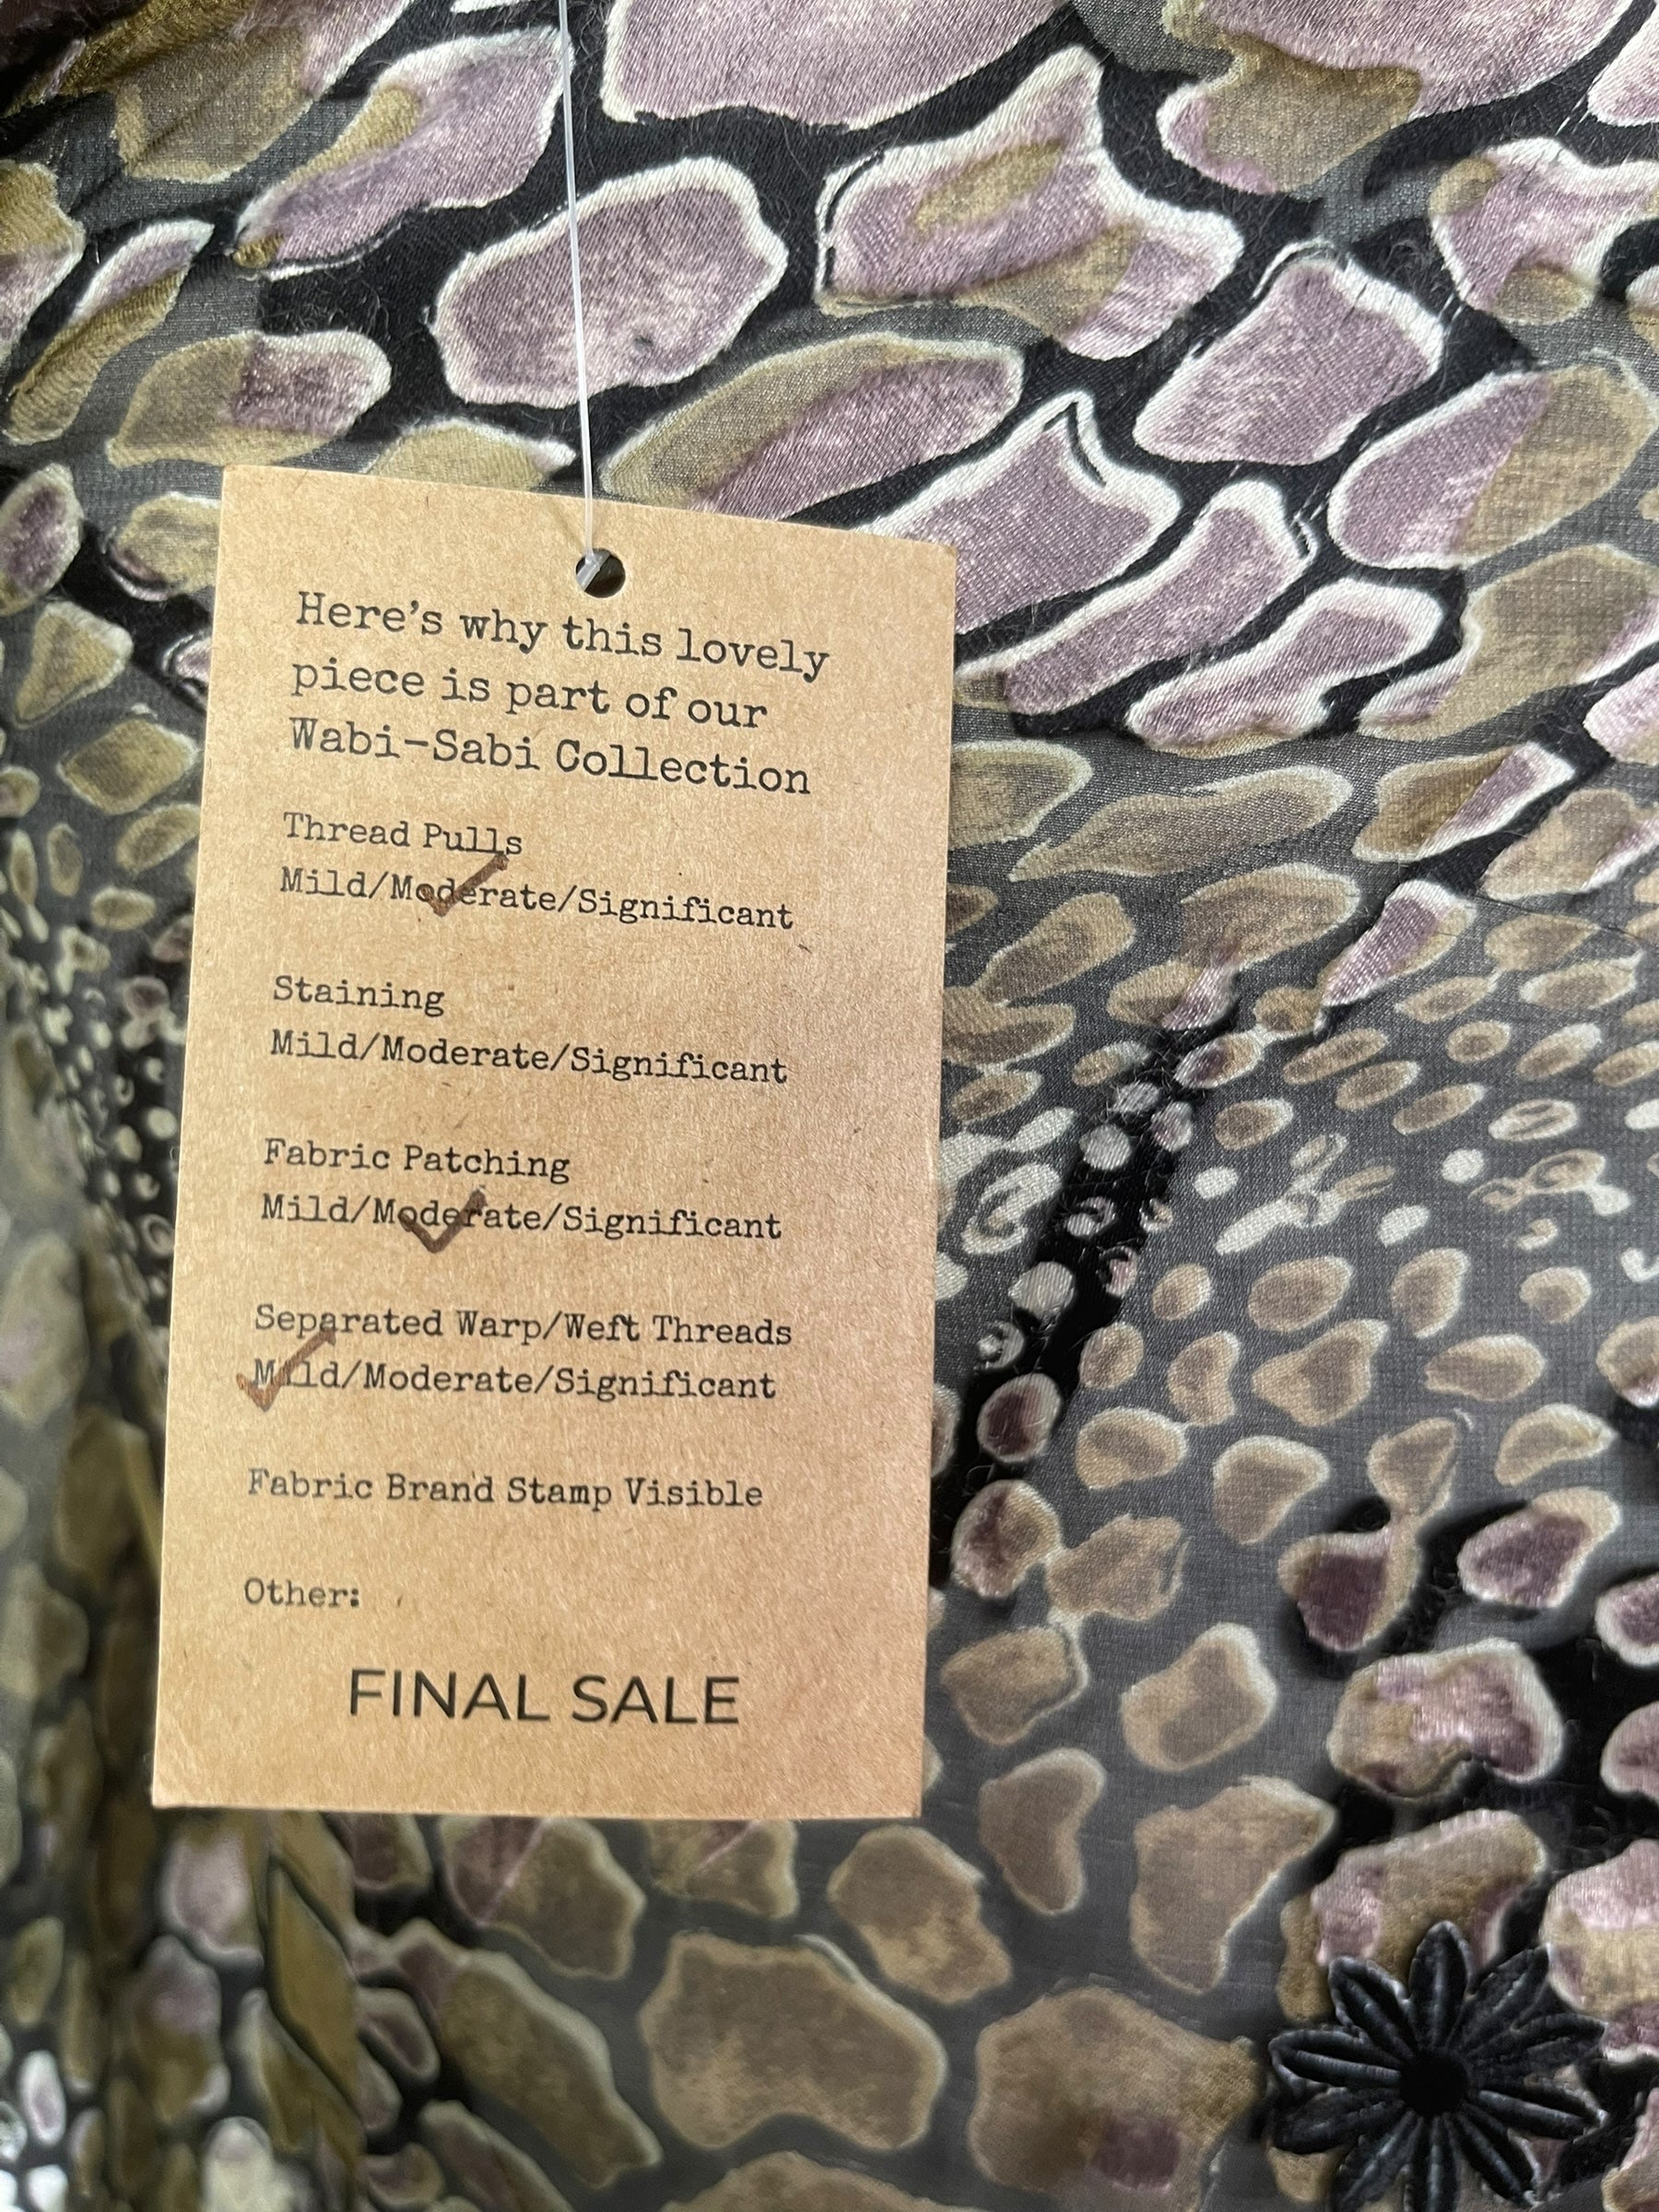 Here's why this lovely
piece is part of our
Wabi-Sabi Collection
Thread Pulls
Mild/Moderate/Significant
Staining
Mild/Moderate/Significant
Fabric Patching
Mild/Moderate/Significant
Separated Warp/Weft Threads
Mild/Moderate/Significant
Fabric Brand Stamp Visible
Other:
FINAL SALE